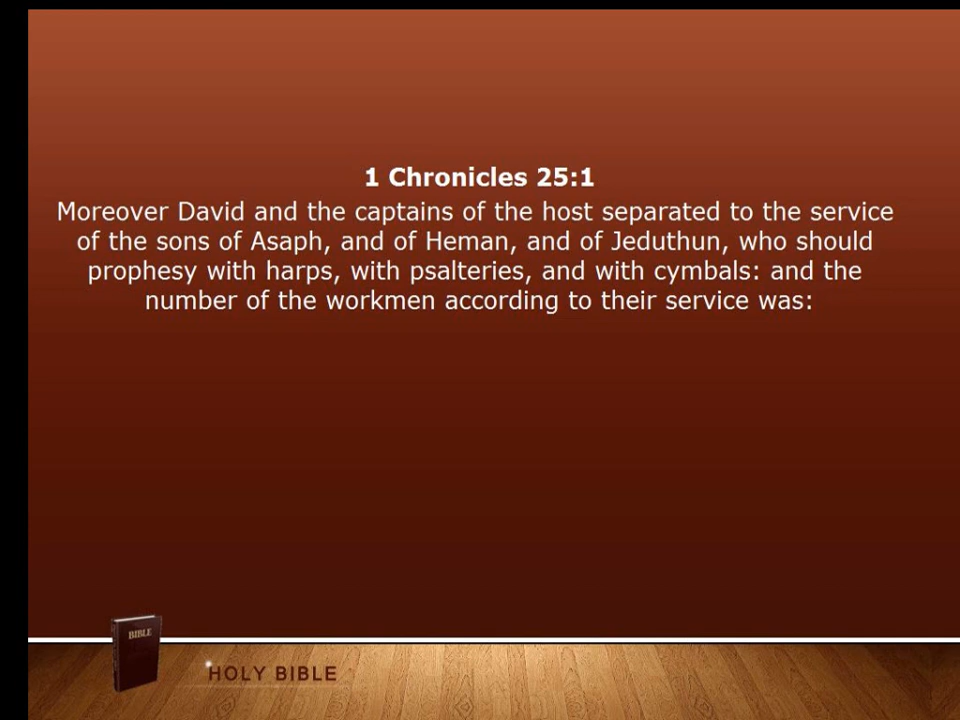 1 Chronicles 25:1
Moreover David and the captains of the host separated to the service
of the sons of Asaph, and of Heman, and of Jeduthun, who should
prophesy with harps, with psalteries, and with cymbals: and the
number of the workmen according to their service was:
BIBLE
HOLY BIBLE